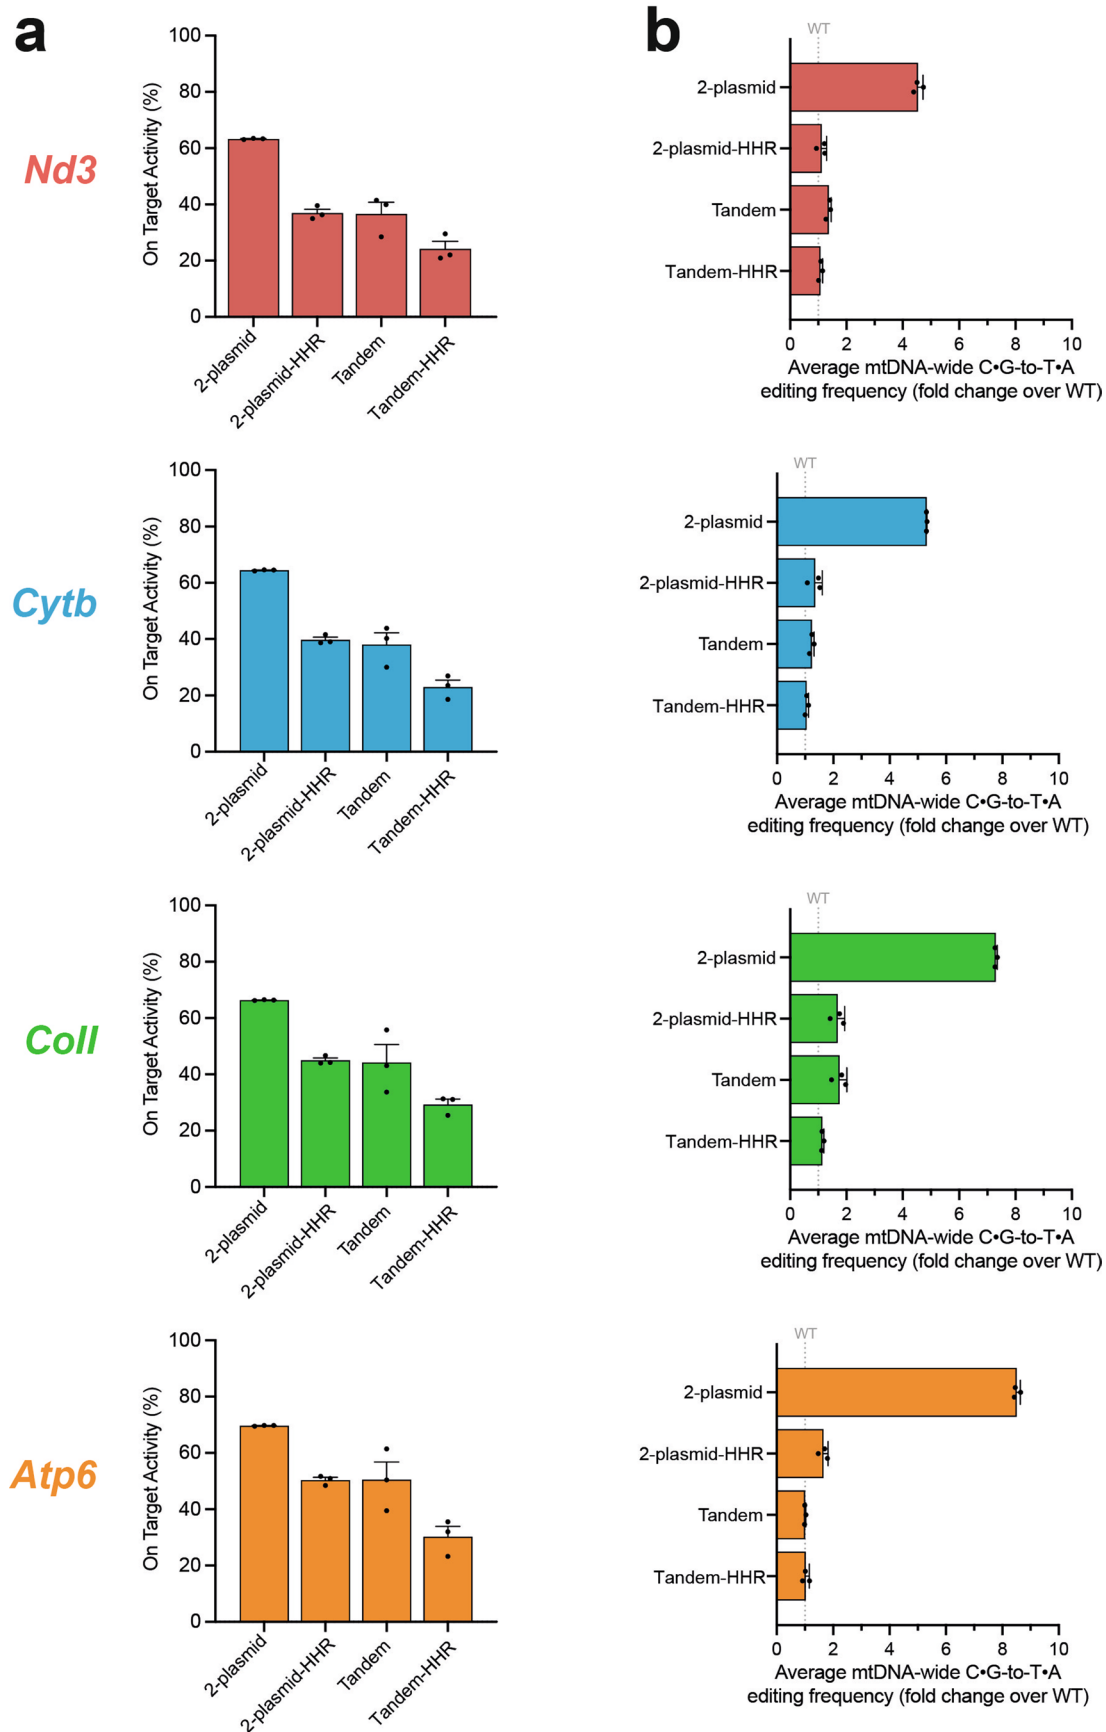 a
Nd3
On Target Activity (%)
100
80
60
40
20
0
2-plasmid
2-plasmid-HHR
Tandem
Tandem-HHR
b
WT
2-plasmid
2-plasmid-HHR
Tandem
Tandem-HHR
0 2 4 6 8 10
Average mtDNA-wide C•G-to-T•A
editing frequency (fold change over WT)
Cytb
On Target Activity (%)
100
80
60
40
20
0
2-plasmid
2-plasmid-HHR
Tandem
Tandem-HHR
WT
2-plasmid
2-plasmid-HHR
Tandem
Tandem-HHR
0 2 4 6 8 10
Average mtDNA-wide C•G-to-T•A
editing frequency (fold change over WT)
CoII
On Target Activity (%)
100
80
60
40
20
0
2-plasmid
2-plasmid-HHR
Tandem
Tandem-HHR
WT
2-plasmid
2-plasmid-HHR
Tandem
Tandem-HHR
0 2 4 6 8 10
Average mtDNA-wide C•G-to-T•A
editing frequency (fold change over WT)
Atp6
On Target Activity (%)
100
80
60
40
20
0
2-plasmid
2-plasmid-HHR
Tandem
Tandem-HHR
WT
2-plasmid
2-plasmid-HHR
Tandem
Tandem-HHR
0 2 4 6 8 10
Average mtDNA-wide C•G-to-T•A
editing frequency (fold change over WT)